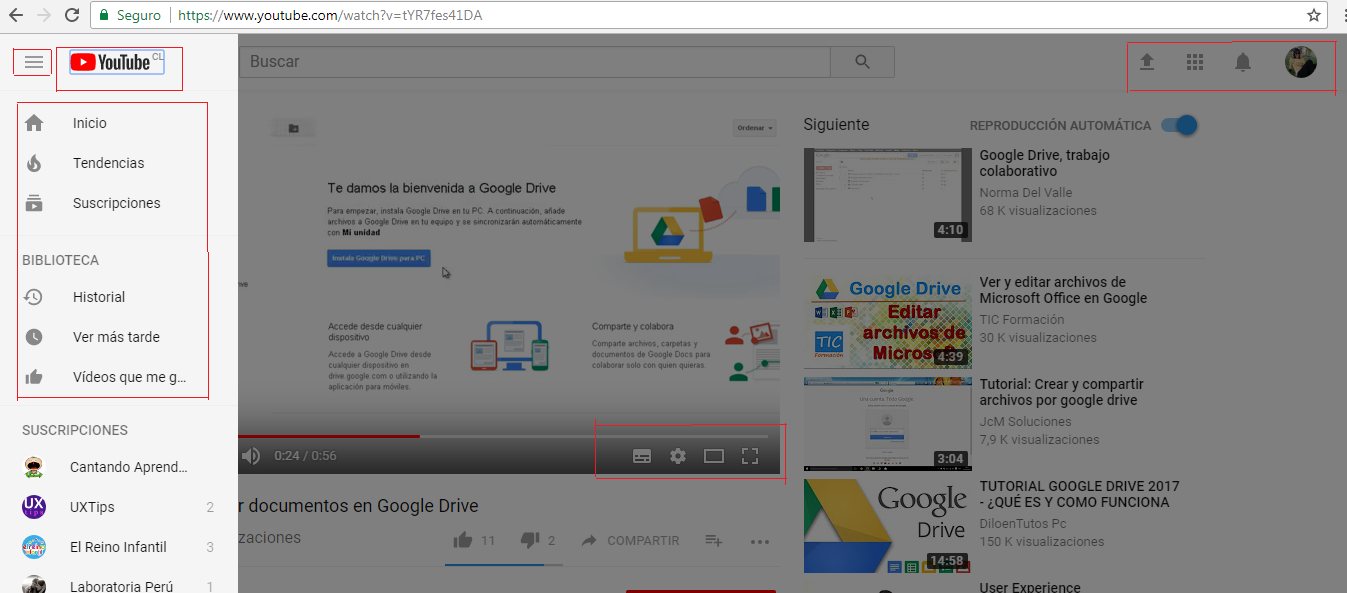 Seguro
https://www.youtube.com/watch?v=tYR7fes41DA
YouTube CL
Buscar
Inicio
Tendencias
Suscripciones
BIBLIOTECA
Historial
Ver más tarde
Vídeos que me g...
SUSCRIPCIONES
Cantando Aprend...
UX
Tips
UXTips 2
El Reino Infantil 3
Laboratoria Perú 1
Ordenar
Te damos la bienvenida a Google Drive
Para empezar, instala Google Drive en tu PC. A continuación, añade
archivos a Google Drive en tu equipo y se sincronizarán automáticamente
con Mi unidad
Instala Google Drive para PC
Accede desde cualquier
dispositivo
Accede a Google Drive desde
cualquier dispositivo en
drive.google.com o utilizando la
aplicación para móviles.
Comparte y colabora
Comparte archivos, carpetas y
documentos de Google Docs para
colaborar solo con quien quieras.
0:24 / 0:56
r documentos en Google Drive
zaciones
11
2
COMPARTIR
Siguiente
REPRODUCCIÓN AUTOMÁTICA
4:10
Google Drive, trabajo
colaborativo
Norma Del Valle
68 K visualizaciones
Google Drive
Editar
archivos de
Micros
TIC
Formación
4:39
Ver y editar archivos de
Microsoft Office en Google
TIC Formación
30 K visualizaciones
Google
3:04
Tutorial: Crear y compartir
archivos por google drive
JcM Soluciones
7,9 K visualizaciones
Google
Drive
14:58
TUTORIAL GOOGLE DRIVE 2017
- ¿QUÉ ES Y COMO FUNCIONA
DiloenTutos Pc
150 K visualizaciones
User Experience